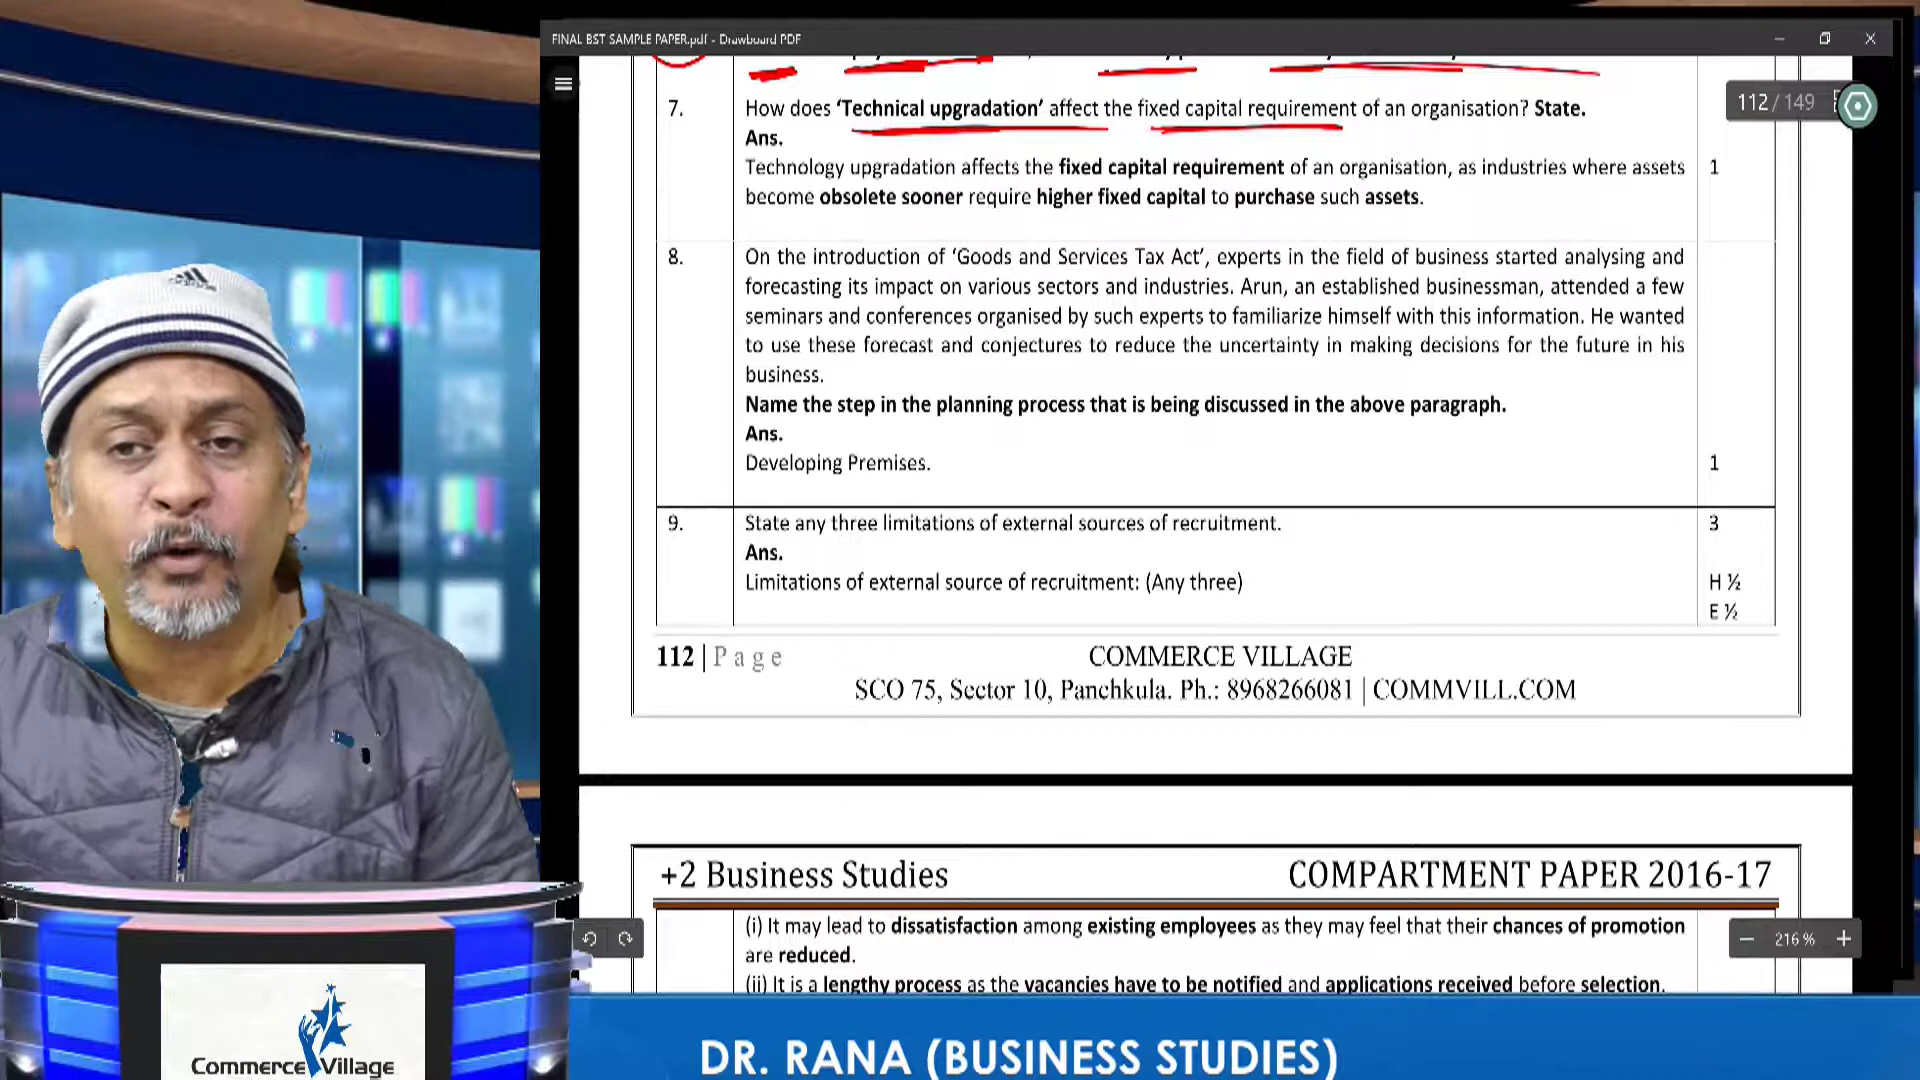 FINAL BST SAMPLE PAPER.pdf - Drawboard PDF
112 / 149
7. How does ‘Technical upgradation’ affect the fixed capital requirement of an organisation? State.
Ans.
Technology upgradation affects the fixed capital requirement of an organisation, as industries where assets 1
become obsolete sooner require higher fixed capital to purchase such assets.
8. On the introduction of ‘Goods and Services Tax Act’, experts in the field of business started analysing and
forecasting its impact on various sectors and industries. Arun, an established businessman, attended a few
seminars and conferences organised by such experts to familiarize himself with this information. He wanted
to use these forecast and conjectures to reduce the uncertainty in making decisions for the future in his
business.
Name the step in the planning process that is being discussed in the above paragraph.
Ans.
Developing Premises. 1
9. State any three limitations of external sources of recruitment. 3
Ans.
Limitations of external source of recruitment: (Any three) H ½
E ½
112 | Page COMMERCE VILLAGE
SCO 75, Sector 10, Panchkula. Ph.: 8968266081 | COMMVILL.COM
+2 Business Studies COMPARTMENT PAPER 2016-17
(i) It may lead to dissatisfaction among existing employees as they may feel that their chances of promotion
are reduced.
(ii) It is a lengthy process as the vacancies have to be notified and applications received before selection.
216 %
Commerce Village
DR. RANA (BUSINESS STUDIES)